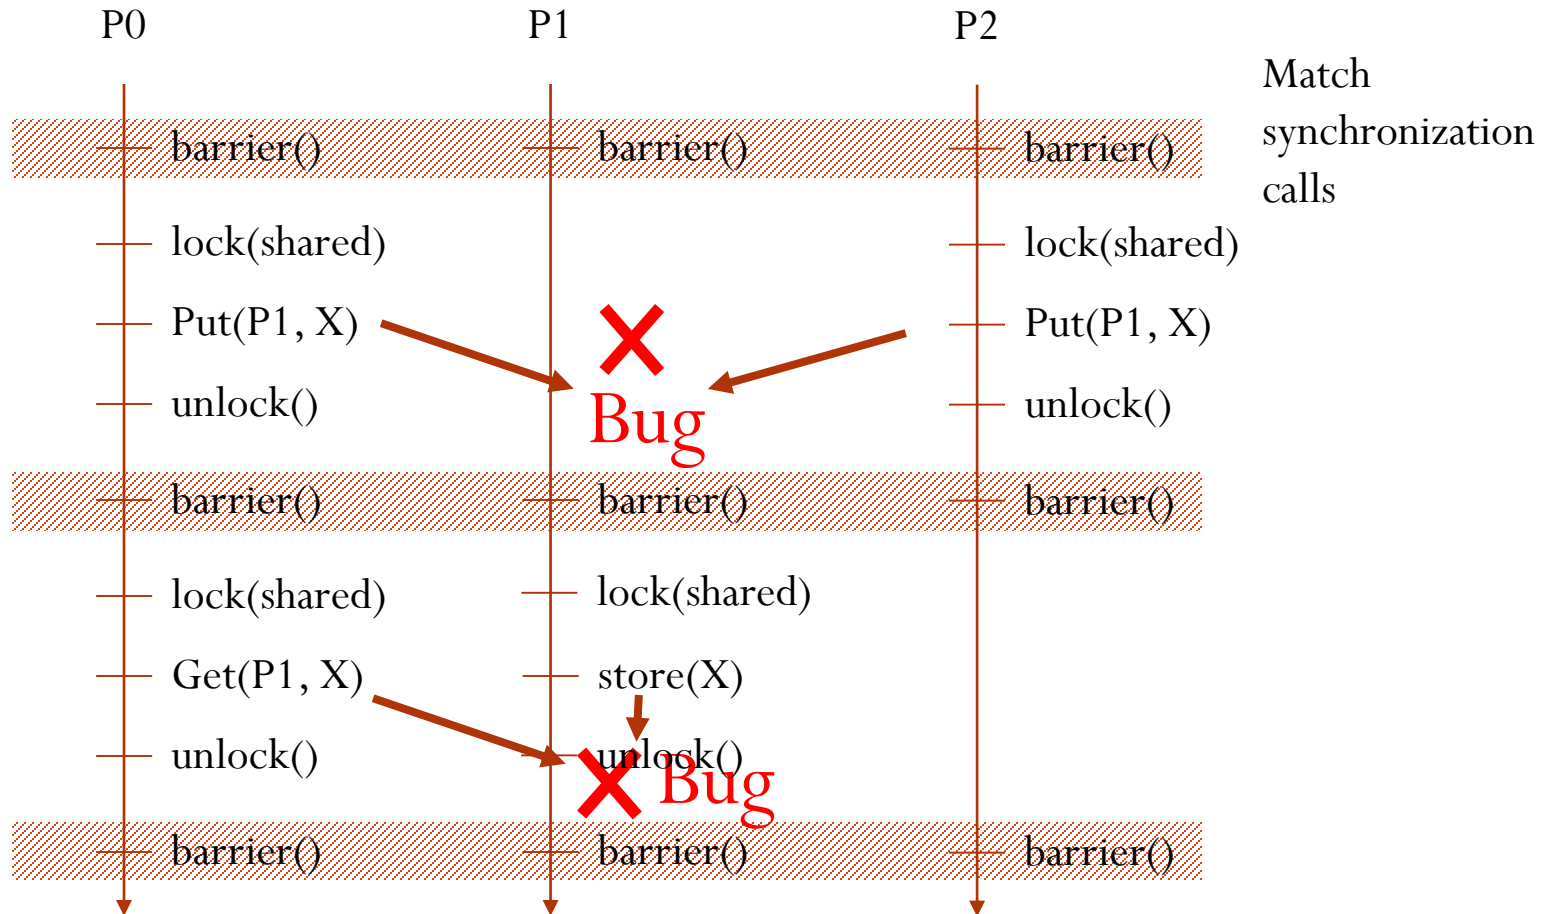 P0 P1 P2
Match
synchronization
calls
barrier() barrier() barrier()
lock(shared) lock(shared)
Put(P1, X) Put(P1, X)
unlock() Bug unlock()
barrier() barrier() barrier()
lock(shared) lock(shared)
Get(P1, X) store(X)
unlock() unlock()
Bug
barrier() barrier() barrier()